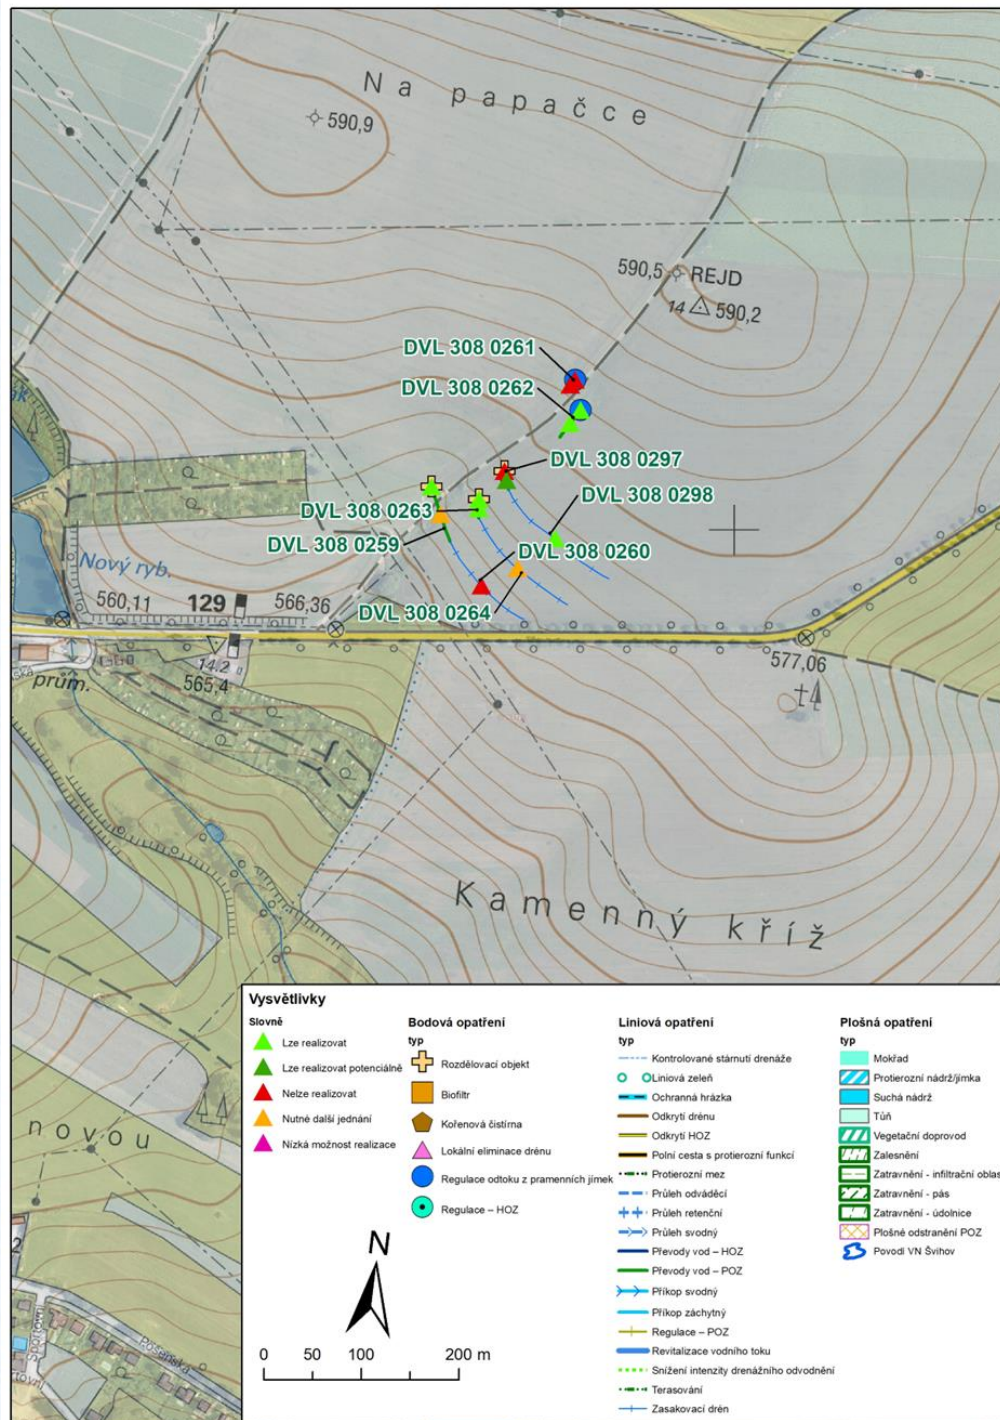 Na papačce
590,9
590,5 REJD
14 590,2
DVL 308 0261
DVL 308 0262
DVL 308 0297
DVL 308 0298
DVL 308 0263
DVL 308 0259
DVL 308 0260
DVL 308 0264
Nový ryb.
560,11
129
566,36
14.2
565,4
prům.
577,06
Kamenný kříž
novou
Pošenská
Sportovní
Vysvětlivky
Slovně
Lze realizovat
Lze realizovat potenciálně
Nelze realizovat
Nutné další jednání
Nízká možnost realizace
Bodová opatření
typ
Rozdělovací objekt
Biofiltr
Kořenová čistírna
Lokální eliminace drénu
Regulace odtoku z pramenních jímek
Regulace – HOZ
Liniová opatření
typ
Kontrolované stárnutí drenáže
Liniová zeleň
Ochranná hrázka
Odkrytí drénu
Odkrytí HOZ
Polní cesta s protierozní funkcí
Protierozní mez
Průleh odváděcí
Průleh retenční
Průleh svodný
Převody vod – HOZ
Převody vod – POZ
Příkop svodný
Příkop záchytný
Regulace – POZ
Revitalizace vodního toku
Snížení intenzity drenážního odvodnění
Terasování
Zasakovací drén
Plošná opatření
typ
Mokřad
Protierozní nádrž/jímka
Suchá nádrž
Tůň
Vegetační doprovod
Zalesnění
Zatravnění - infiltrační oblas
Zatravnění - pás
Zatravnění - údolnice
Plošné odstranění POZ
Povodí VN Švihov
N
0 50 100 200 m